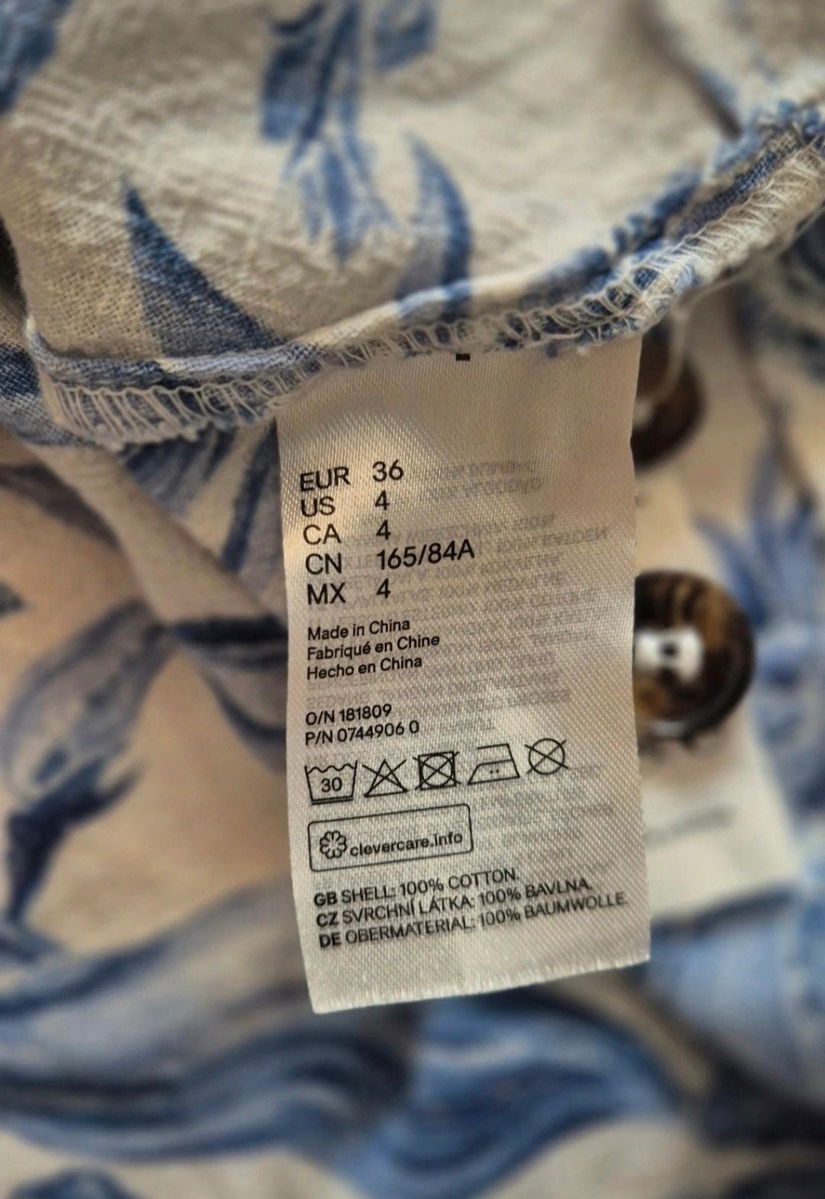 EUR 36
US 4
CA 4
CN 165/84A
MX 4
Made in China
Fabriqué en Chine
Hecho en China
O/N 181809
P/N 0744906 0
30
clevercare.info
GB SHELL: 100% COTTON.
CZ SVRCHNÍ LÁTKA: 100% BAVLNA.
DE OBERMATERIAL: 100% BAUMWOLLE.